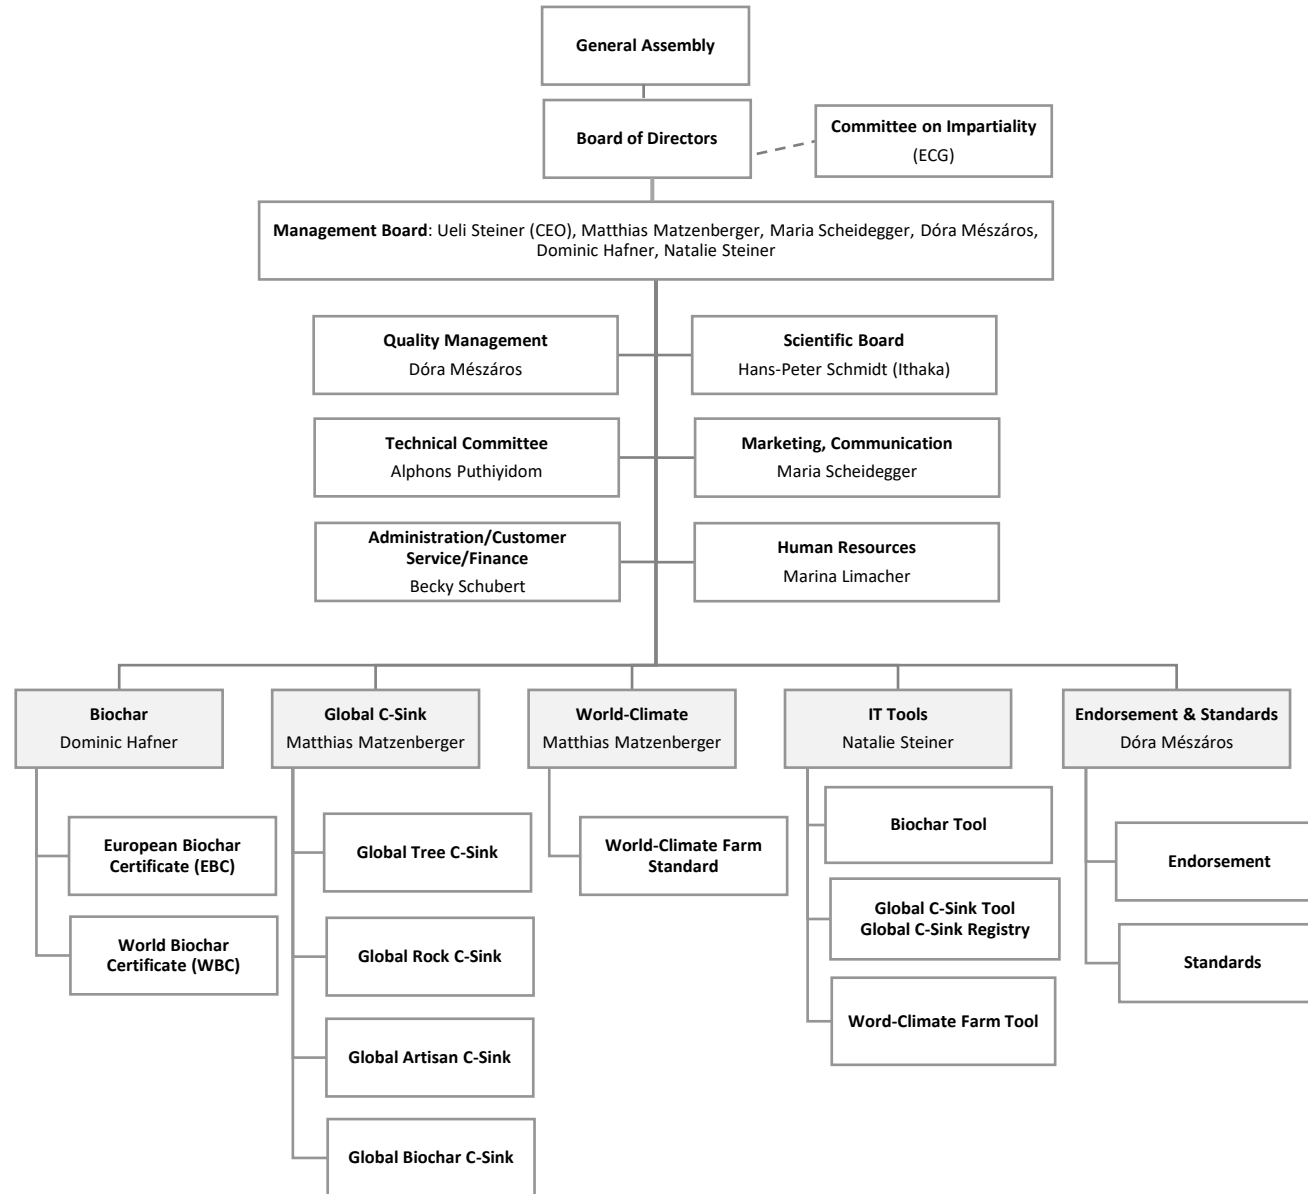 General Assembly
Board of Directors
Committee on Impartiality
(ECG)
Management Board: Ueli Steiner (CEO), Matthias Matzenberger, Maria Scheidegger, Dóra Mészáros,
Dominic Hafner, Natalie Steiner
Quality Management
Dóra Mészáros
Scientific Board
Hans-Peter Schmidt (Ithaka)
Technical Committee
Alphons Puthiyidom
Marketing, Communication
Maria Scheidegger
Administration/Customer
Service/Finance
Becky Schubert
Human Resources
Marina Limacher
Biochar
Dominic Hafner
Global C-Sink
Matthias Matzenberger
World-Climate
Matthias Matzenberger
IT Tools
Natalie Steiner
Endorsement & Standards
Dóra Mészáros
European Biochar
Certificate (EBC)
World Biochar
Certificate (WBC)
Global Tree C-Sink
Global Rock C-Sink
Global Artisan C-Sink
Global Biochar C-Sink
World-Climate Farm
Standard
Biochar Tool
Global C-Sink Tool
Global C-Sink Registry
Word-Climate Farm Tool
Endorsement
Standards